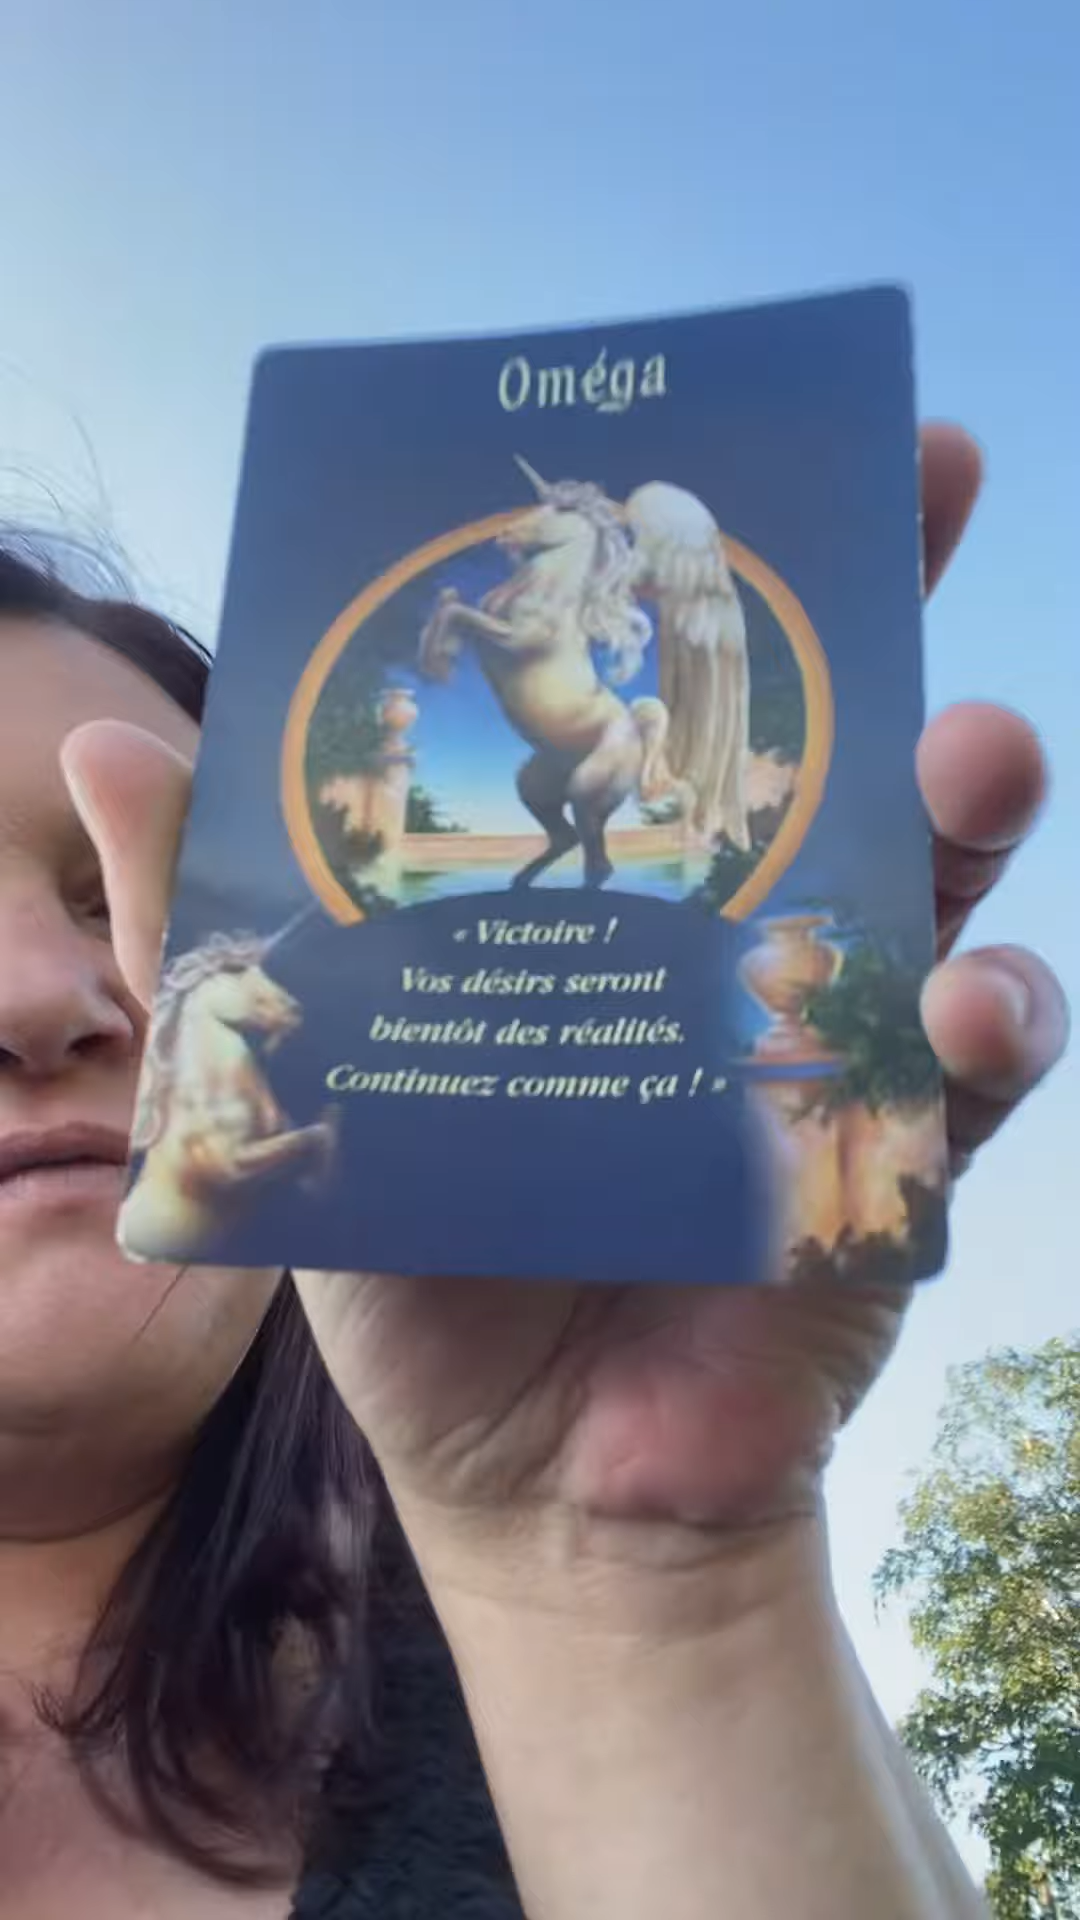 Oméga
« Victoire !
Vos désirs seront
bientôt des réalités.
Continuez comme ça ! »